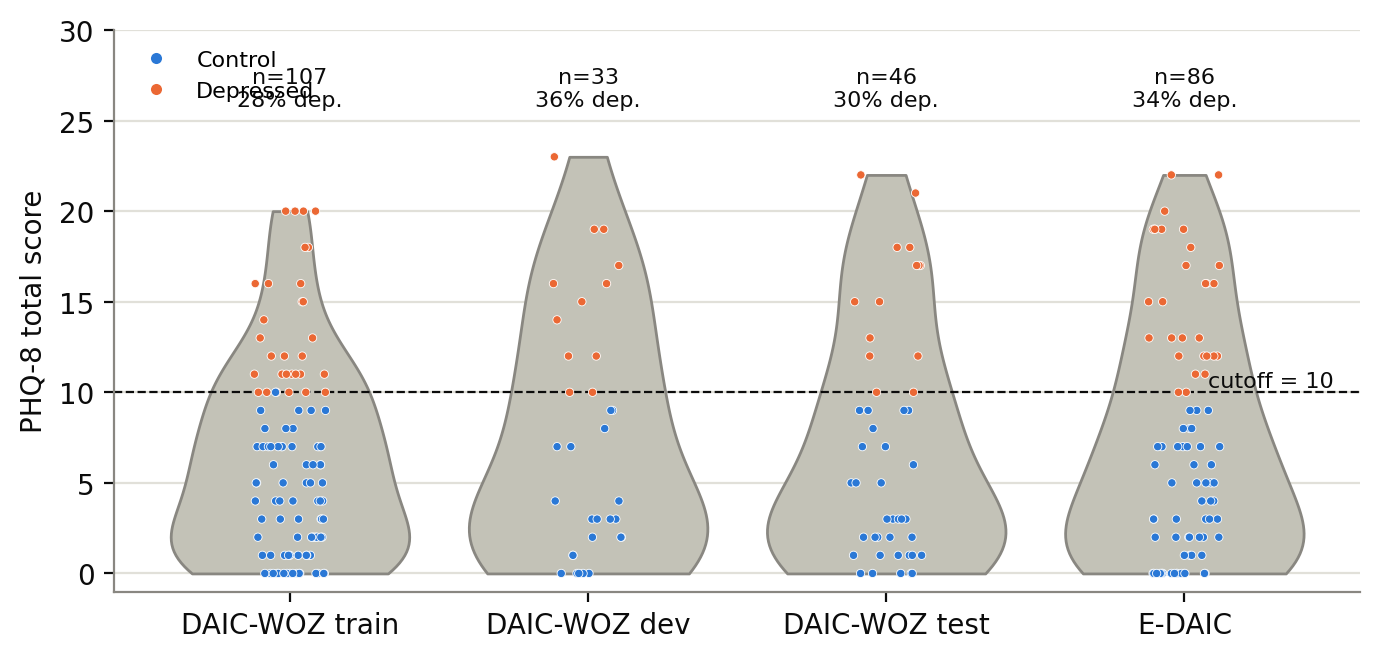 30
25
20
15
10
5
0
PHQ-8 total score
Control
Depressed
n=107
28% dep.
n=33
36% dep.
n=46
30% dep.
n=86
34% dep.
cutoff = 10
DAIC-WOZ train
DAIC-WOZ dev
DAIC-WOZ test
E-DAIC